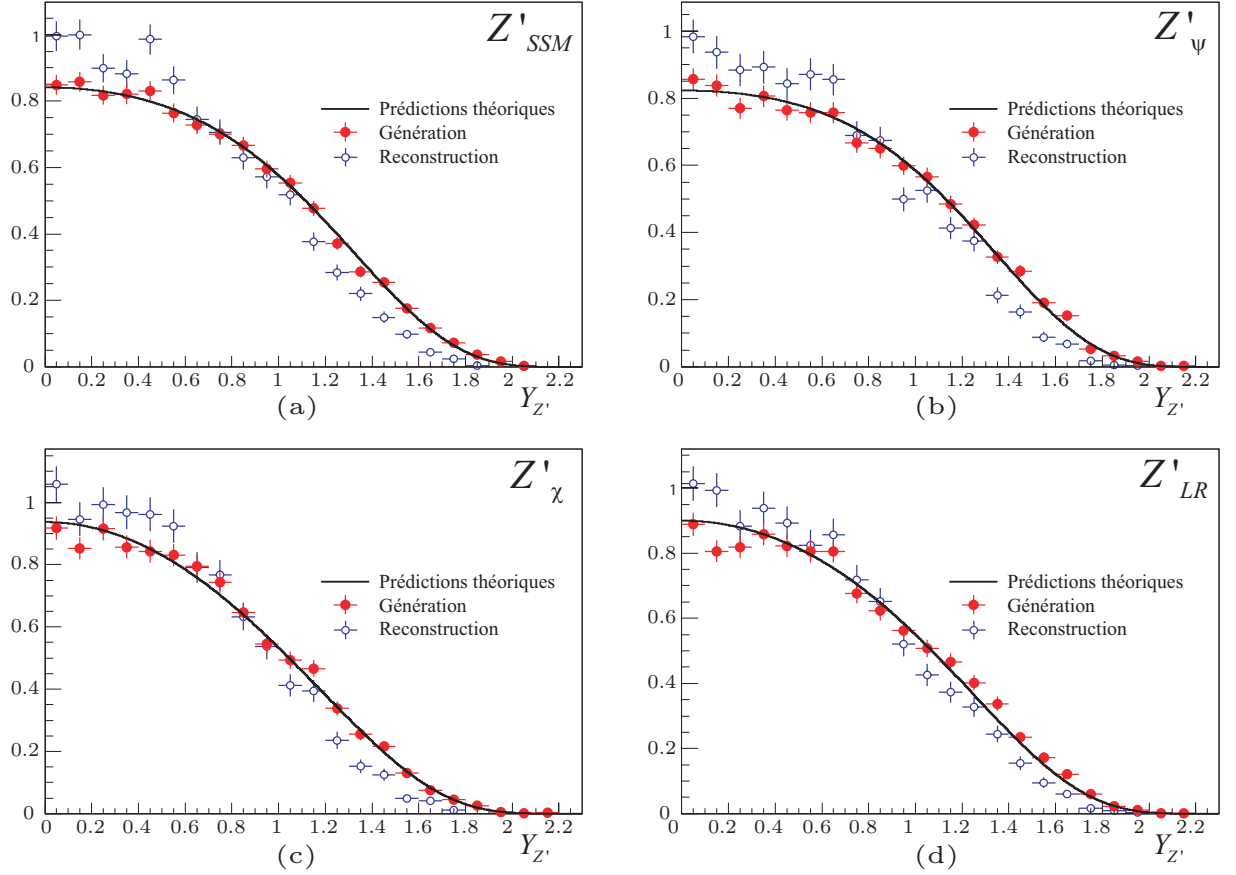 Z'SSM
1
0.8
0.6
0.4
0.2
0
Prédictions théoriques
Génération
Reconstruction
0 0.2 0.4 0.6 0.8 1 1.2 1.4 1.6 1.8 2 2.2
YZ'
(a)
Z'ψ
1
0.8
0.6
0.4
0.2
0
Prédictions théoriques
Génération
Reconstruction
0 0.2 0.4 0.6 0.8 1 1.2 1.4 1.6 1.8 2 2.2
YZ'
(b)
Z'χ
1
0.8
0.6
0.4
0.2
0
Prédictions théoriques
Génération
Reconstruction
0 0.2 0.4 0.6 0.8 1 1.2 1.4 1.6 1.8 2 2.2
YZ'
(c)
Z'LR
1
0.8
0.6
0.4
0.2
0
Prédictions théoriques
Génération
Reconstruction
0 0.2 0.4 0.6 0.8 1 1.2 1.4 1.6 1.8 2 2.2
YZ'
(d)